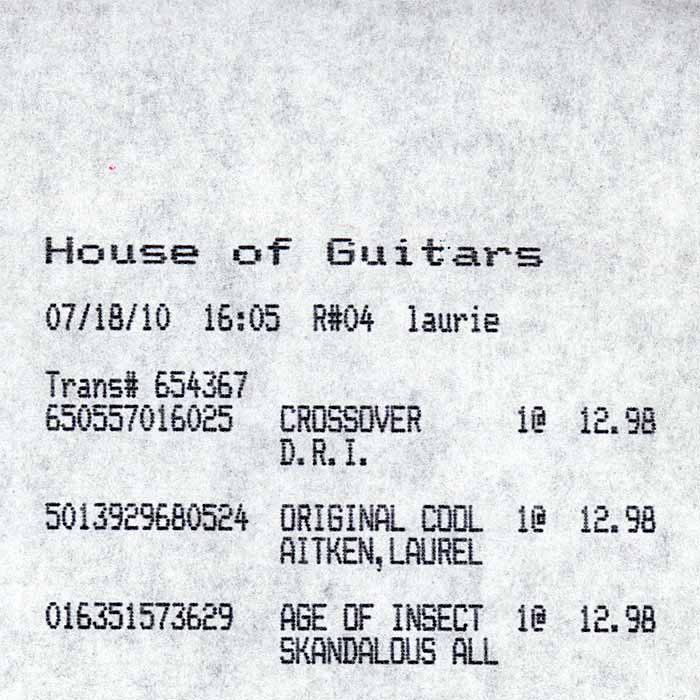 House of Guitars
07/18/10 16:05 R#04 laurie
Trans# 654367
650557016025 CROSSOVER 1@ 12.98
D.R.I.
5013929680524 ORIGINAL COOL 1@ 12.98
AITKEN,LAUREL
016351573629 AGE OF INSECT 1@ 12.98
SKANDALOUS ALL